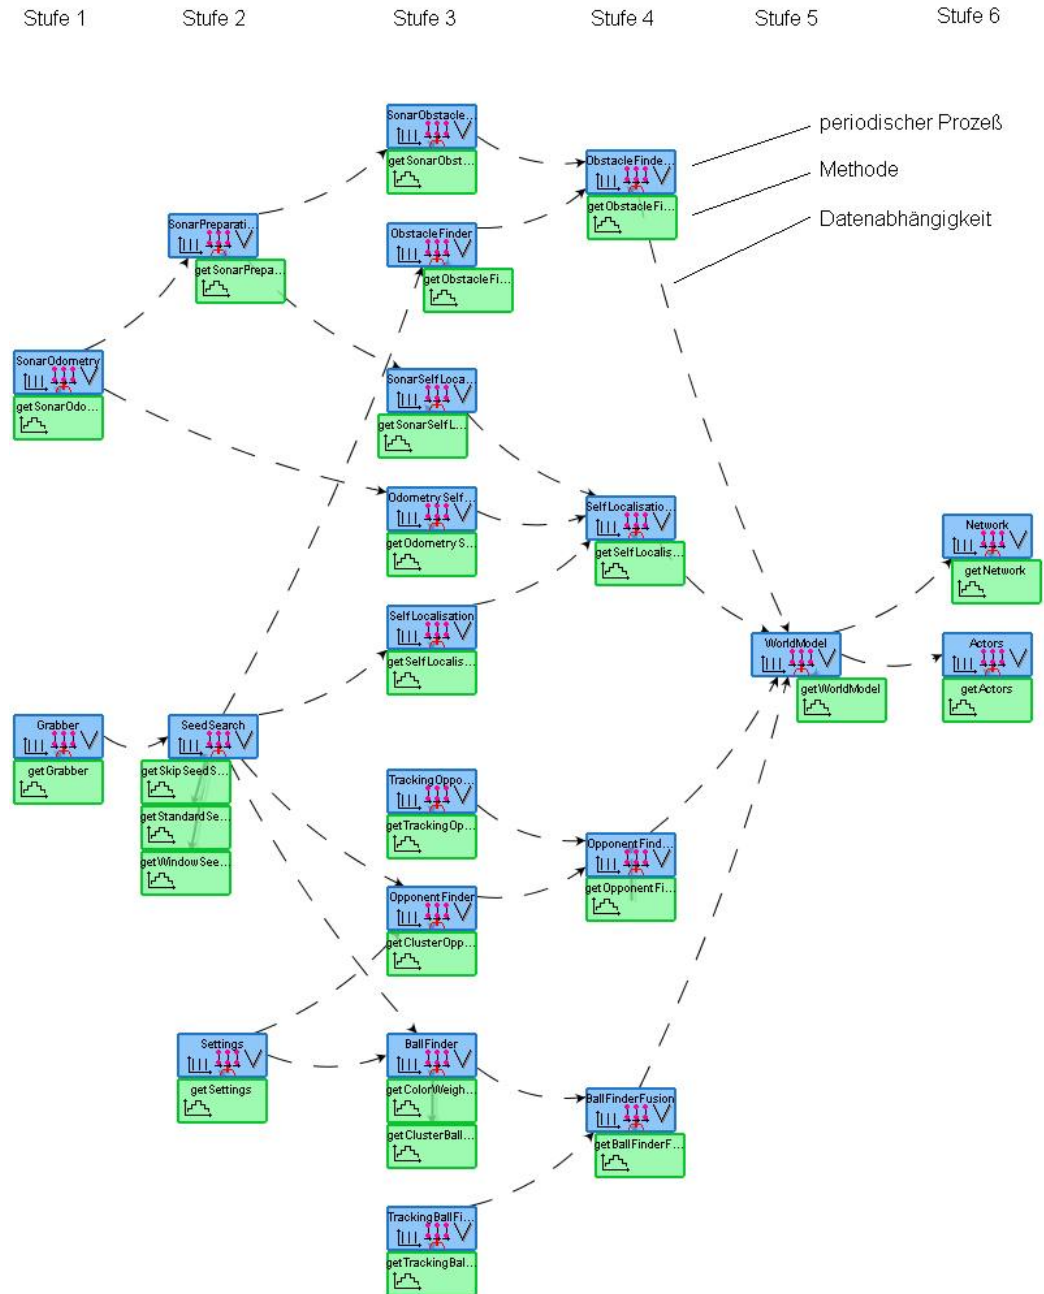 Stufe 1
Stufe 2
Stufe 3
Stufe 4
Stufe 5
Stufe 6
SonarObstacle...
getSonarObst...
periodischer Prozeß
ObstacleFinde...
getObstacleFi...
Methode
Datenabhängigkeit
SonarPreparati...
getSonarPrepa...
ObstacleFinder
getObstacleFi...
SonarOdometry
getSonarOdo...
SonarSelfLoca...
getSonarSelfL...
OdometrySelf...
getOdometryS...
SelfLocalisatio...
getSelfLocalis...
Network
getNetwork
SelfLocalisation
getSelfLocalis...
WorldModel
getWorldModel
Actors
getActors
Grabber
getGrabber
SeedSearch
getSkipSeedS...
getStandardSe...
getWindowSee...
TrackingOppo...
getTrackingOp...
OpponentFind...
getOpponentFi...
OpponentFinder
getClusterOpp...
Settings
getSettings
BallFinder
getColorWeigh...
getClusterBall...
BallFinderFusion
getBallFinderF...
TrackingBallFi...
getTrackingBal...